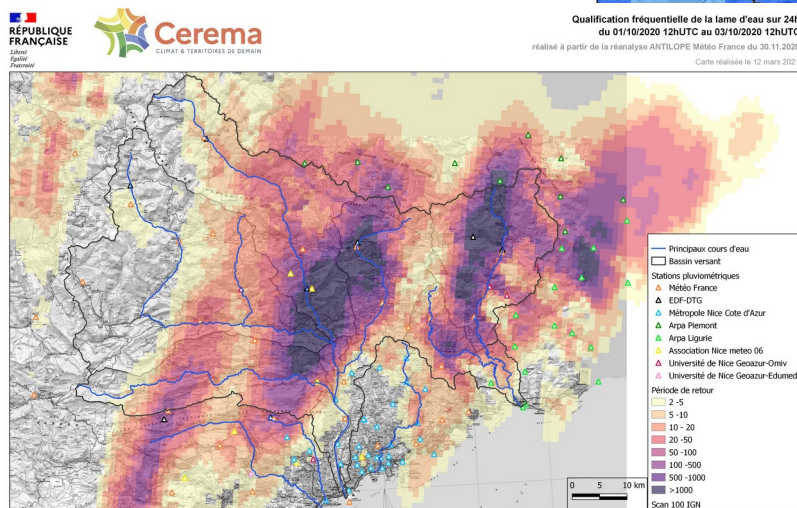 RÉPUBLIQUE
FRANÇAISE
Liberté
Égalité
Fraternité
Cerema
CLIMAT & TERRITOIRES DE DEMAIN
Qualification fréquentielle de la lame d'eau sur 24h
du 01/10/2020 12hUTC au 03/10/2020 12hUTC
réalisé à partir de la réanalyse ANTILOPE Météo France du 30.11.2020
Carte réalisée le 12 mars 2021
Principaux cours d'eau
Bassin versant
Stations pluviométriques
Météo France
EDF-DTG
Métropole Nice Cote d'Azur
Arpa Piemont
Arpa Ligurie
Association Nice meteo 06
Université de Nice Geoazur-Omiv
Université de Nice Geoazur-Edumed
Période de retour
2 -5
5 -10
10 - 20
20 -50
50 -100
100 -500
500 -1000
>1000
Scan 100 IGN
0 5 10 km